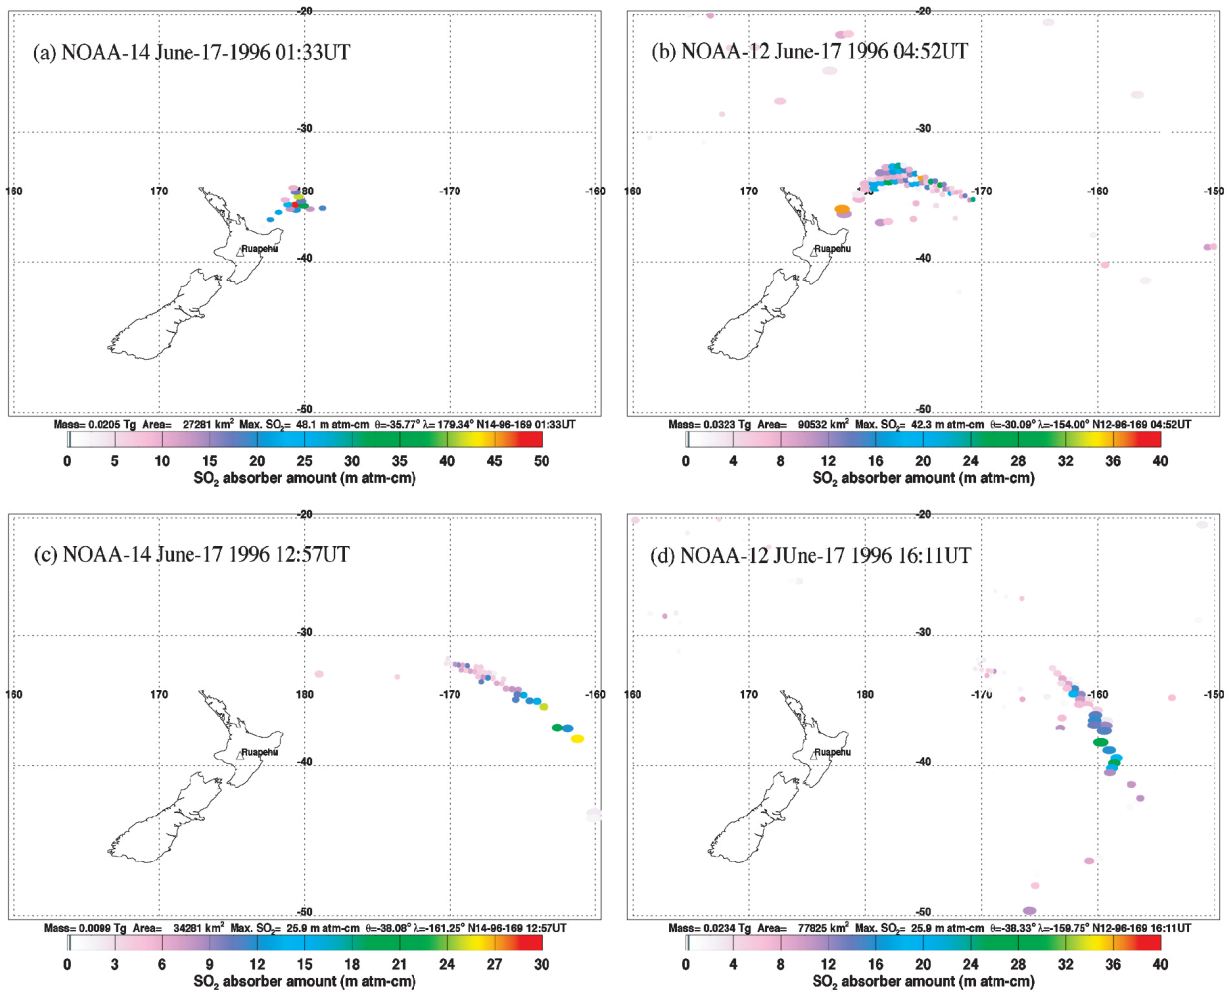 (a) NOAA-14 June-17-1996 01:33UT
-20
-30
160
170
180
-170
-160
Ruapehu
-40
-50
Mass= 0.0205 Tg Area= 27281 km² Max. SO₂= 48.1 m atm-cm θ=-35.77° λ= 179.34° N14-96-169 01:33UT
0 5 10 15 20 25 30 35 40 45 50
SO₂ absorber amount (m atm-cm)
(b) NOAA-12 June-17 1996 04:52UT
-20
-30
160
170
-170
-160
-150
Ruapehu
-40
-50
Mass= 0.0323 Tg Area= 90532 km² Max. SO₂= 42.3 m atm-cm θ=-30.09° λ=-154.00° N12-96-169 04:52UT
0 4 8 12 16 20 24 28 32 36 40
SO₂ absorber amount (m atm-cm)
(c) NOAA-14 June-17 1996 12:57UT
-20
-30
160
170
180
-170
-160
Ruapehu
-40
-50
Mass= 0.0099 Tg Area= 34281 km² Max. SO₂= 25.9 m atm-cm θ=-38.06° λ=-161.25° N14-96-169 12:57UT
0 3 6 9 12 15 18 21 24 27 30
SO₂ absorber amount (m atm-cm)
(d) NOAA-12 JUne-17 1996 16:11UT
-20
-30
160
170
180
-170
-160
-150
Ruapehu
-40
-50
Mass= 0.0234 Tg Area= 77825 km² Max. SO₂= 25.9 m atm-cm θ=-38.33° λ=-159.75° N12-96-169 16:11UT
0 4 8 12 16 20 24 28 32 36 40
SO₂ absorber amount (m atm-cm)